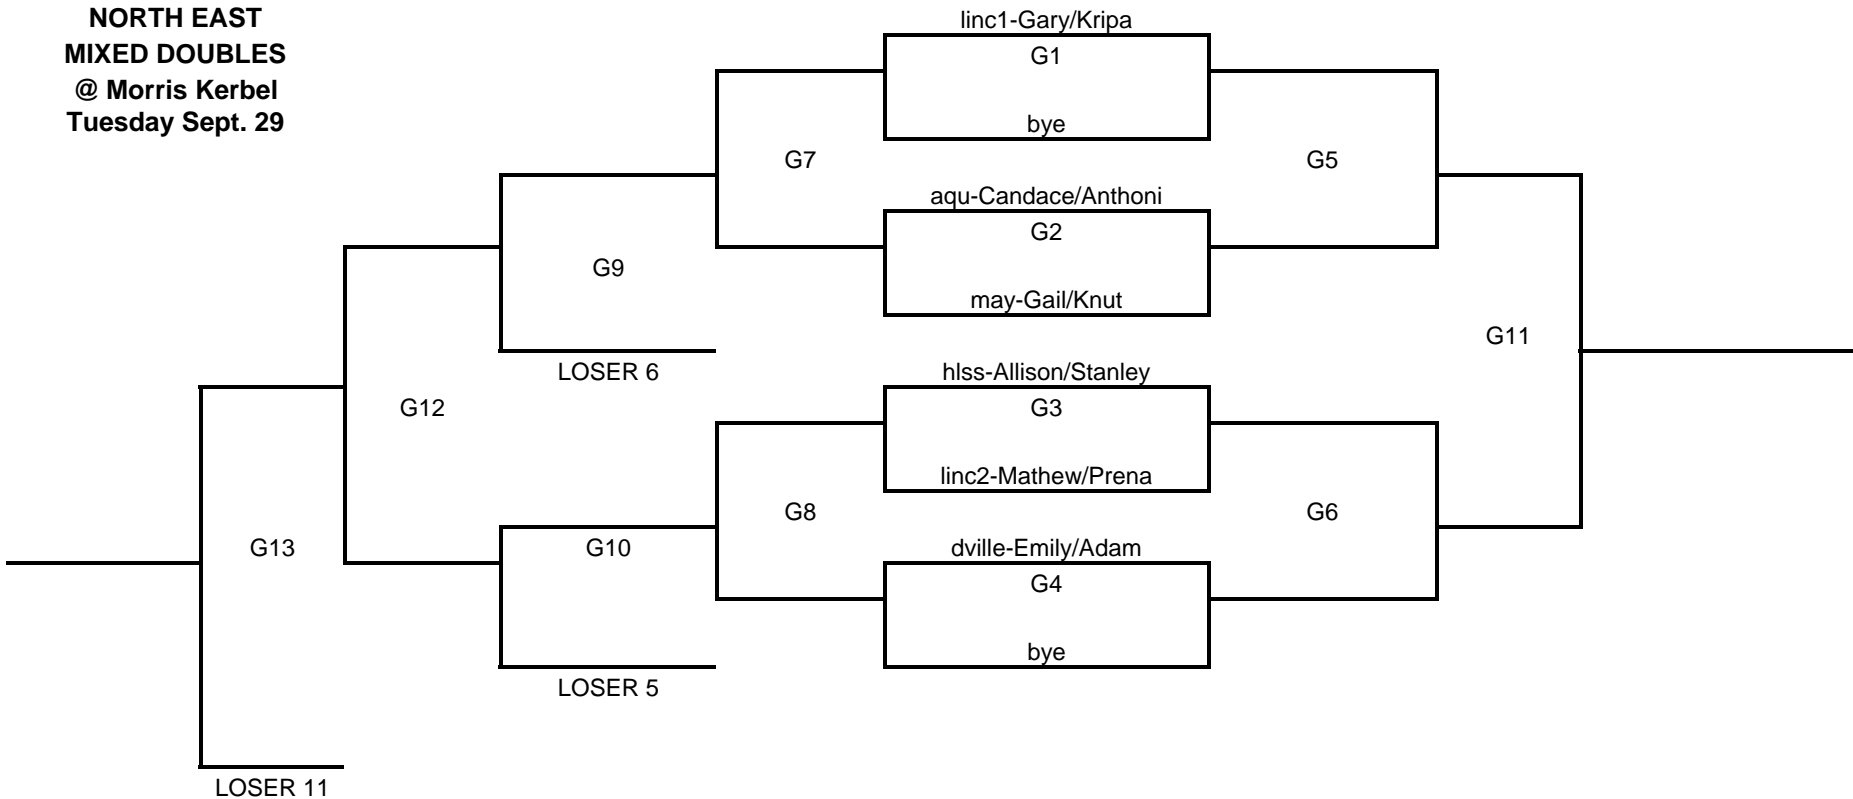 NORTH EAST
MIXED DOUBLES
@ Morris Kerbel
Tuesday Sept. 29
linc1-Gary/Kripa
G1
bye
G7
G5
aqu-Candace/Anthoni
G2
G9
may-Gail/Knut
G11
LOSER 6
hlss-Allison/Stanley
G12
G3
linc2-Mathew/Prena
G8
G6
G13
G10
dville-Emily/Adam
G4
bye
LOSER 5
LOSER 11